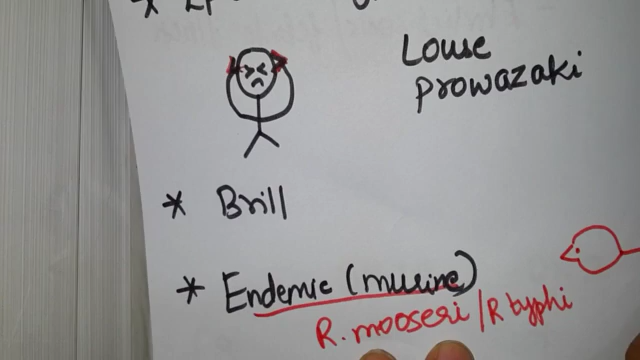 Louse
prowazaki
* Brill
* Endemic (murine)
R. mooseri / R typhi